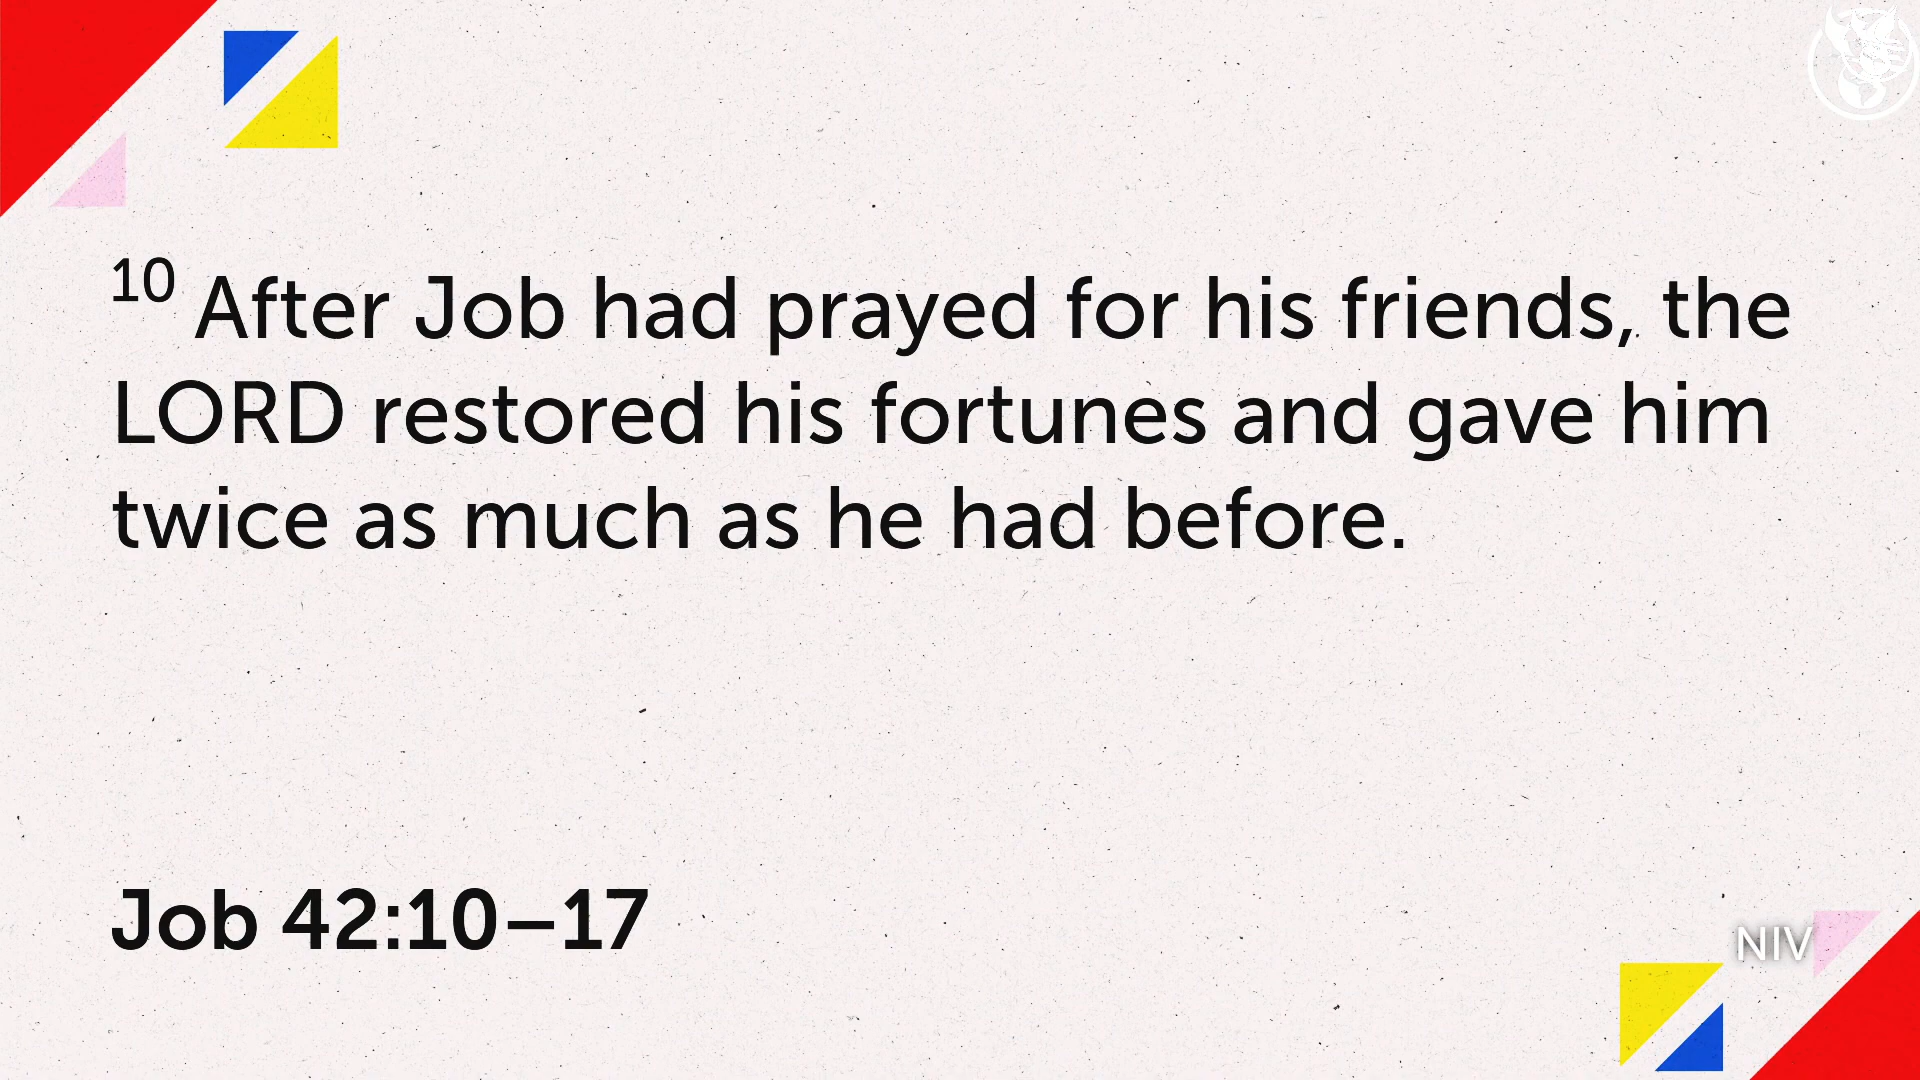 10 After Job had prayed for his friends, the
LORD restored his fortunes and gave him
twice as much as he had before.
Job 42:10–17
NIV